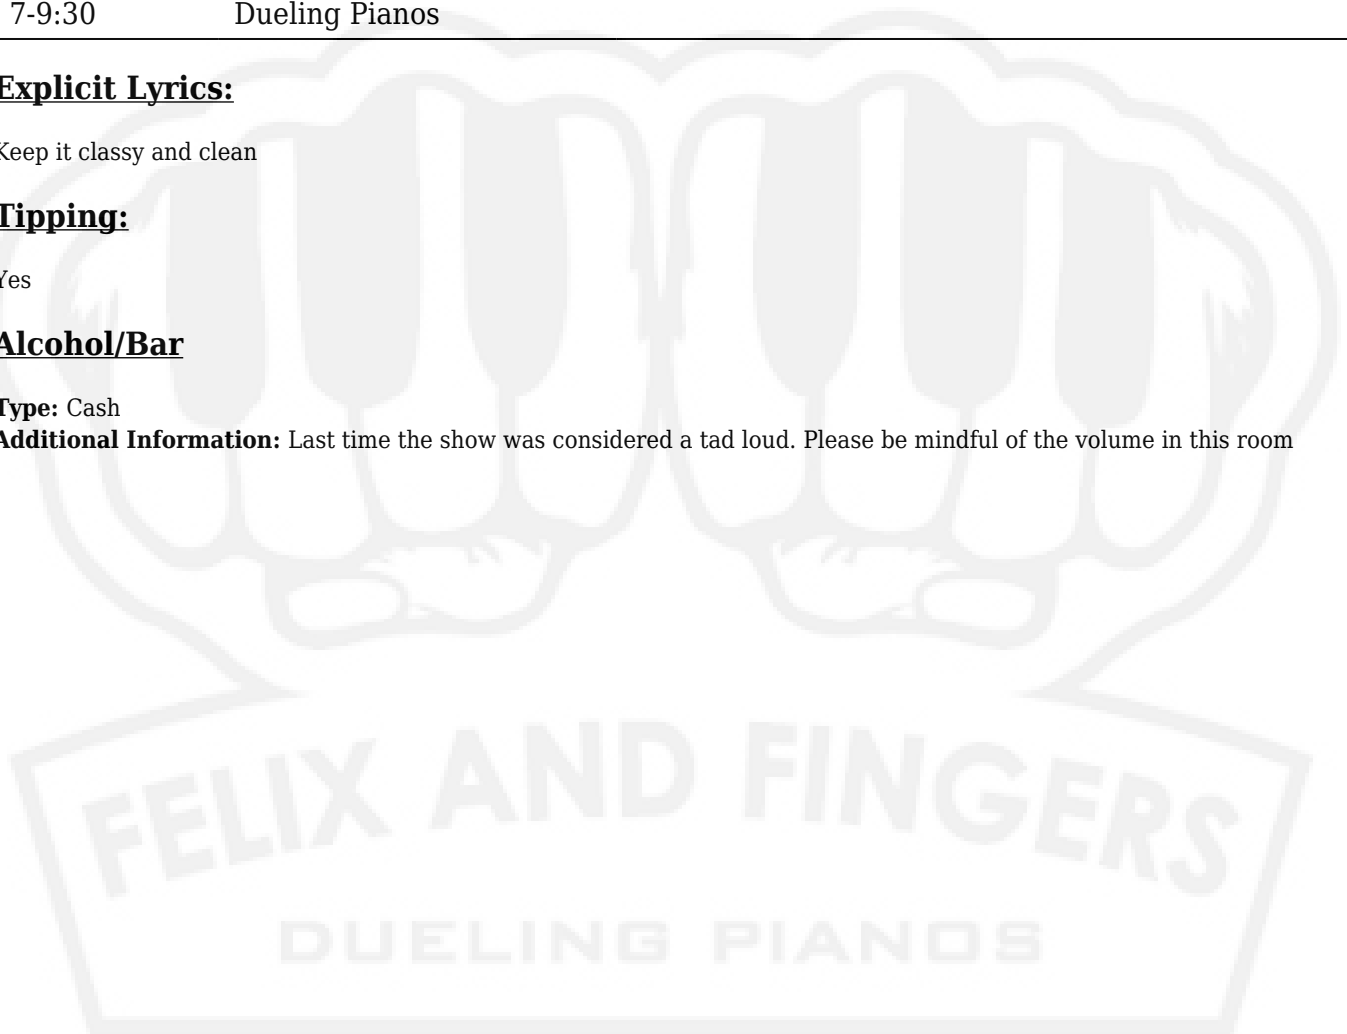 7-9:30 Dueling Pianos
Explicit Lyrics:
Keep it classy and clean
Tipping:
Yes
Alcohol/Bar
Type: Cash
Additional Information: Last time the show was considered a tad loud. Please be mindful of the volume in this room
FELIX AND FINGERS
DUELING PIANOS